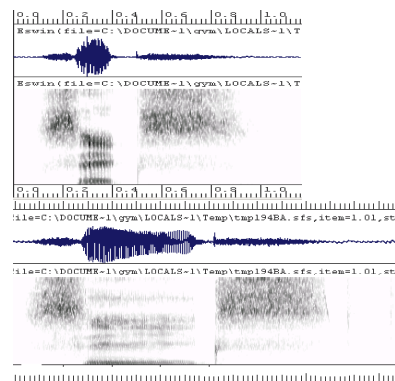 0.0 0.2 0.4 0.6 0.8 1.0
Eswin(file=C:\DOCUME~1\gym\LOCALS~1\T
Eswin(file=C:\DOCUME~1\gym\LOCALS~1\T
0.0 0.2 0.4 0.6 0.8 1.0
ile=C:\DOCUME~1\gym\LOCALS~1\Temp\tmp194BA.sfs,item=1.01,st
ile=C:\DOCUME~1\gym\LOCALS~1\Temp\tmp194BA.sfs,item=1.01,st